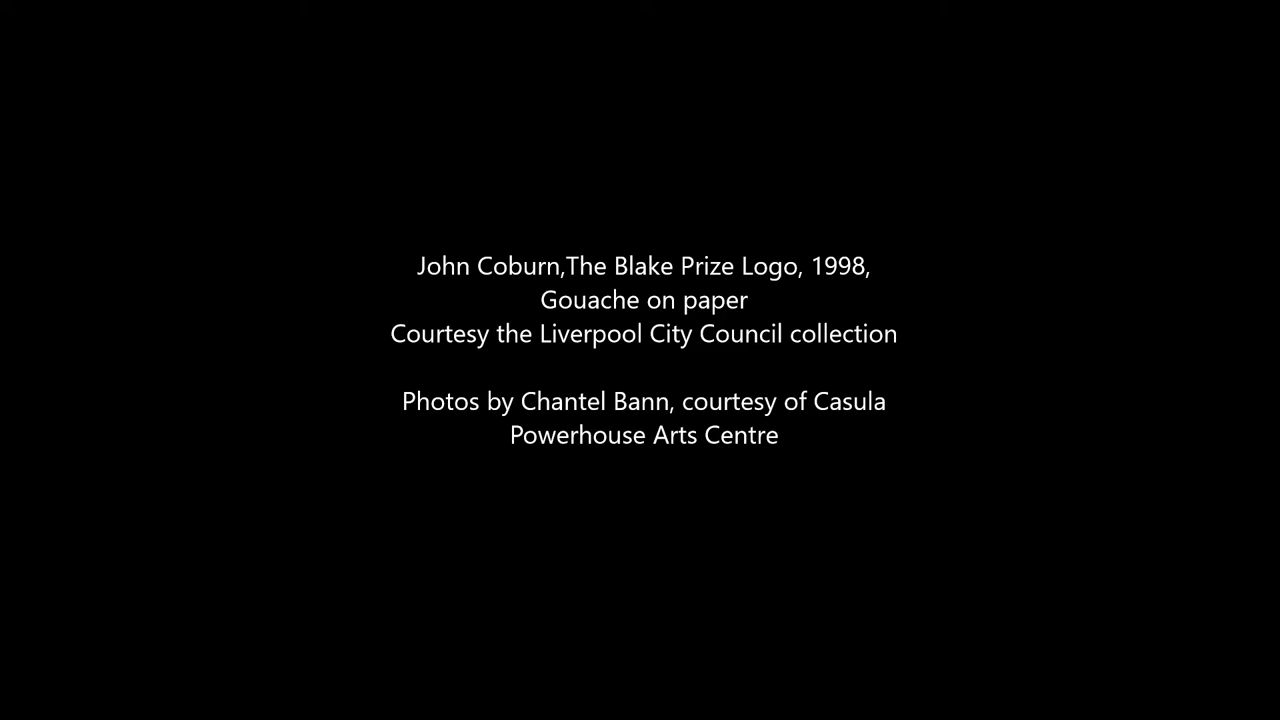 John Coburn,The Blake Prize Logo, 1998,
Gouache on paper
Courtesy the Liverpool City Council collection
Photos by Chantel Bann, courtesy of Casula
Powerhouse Arts Centre